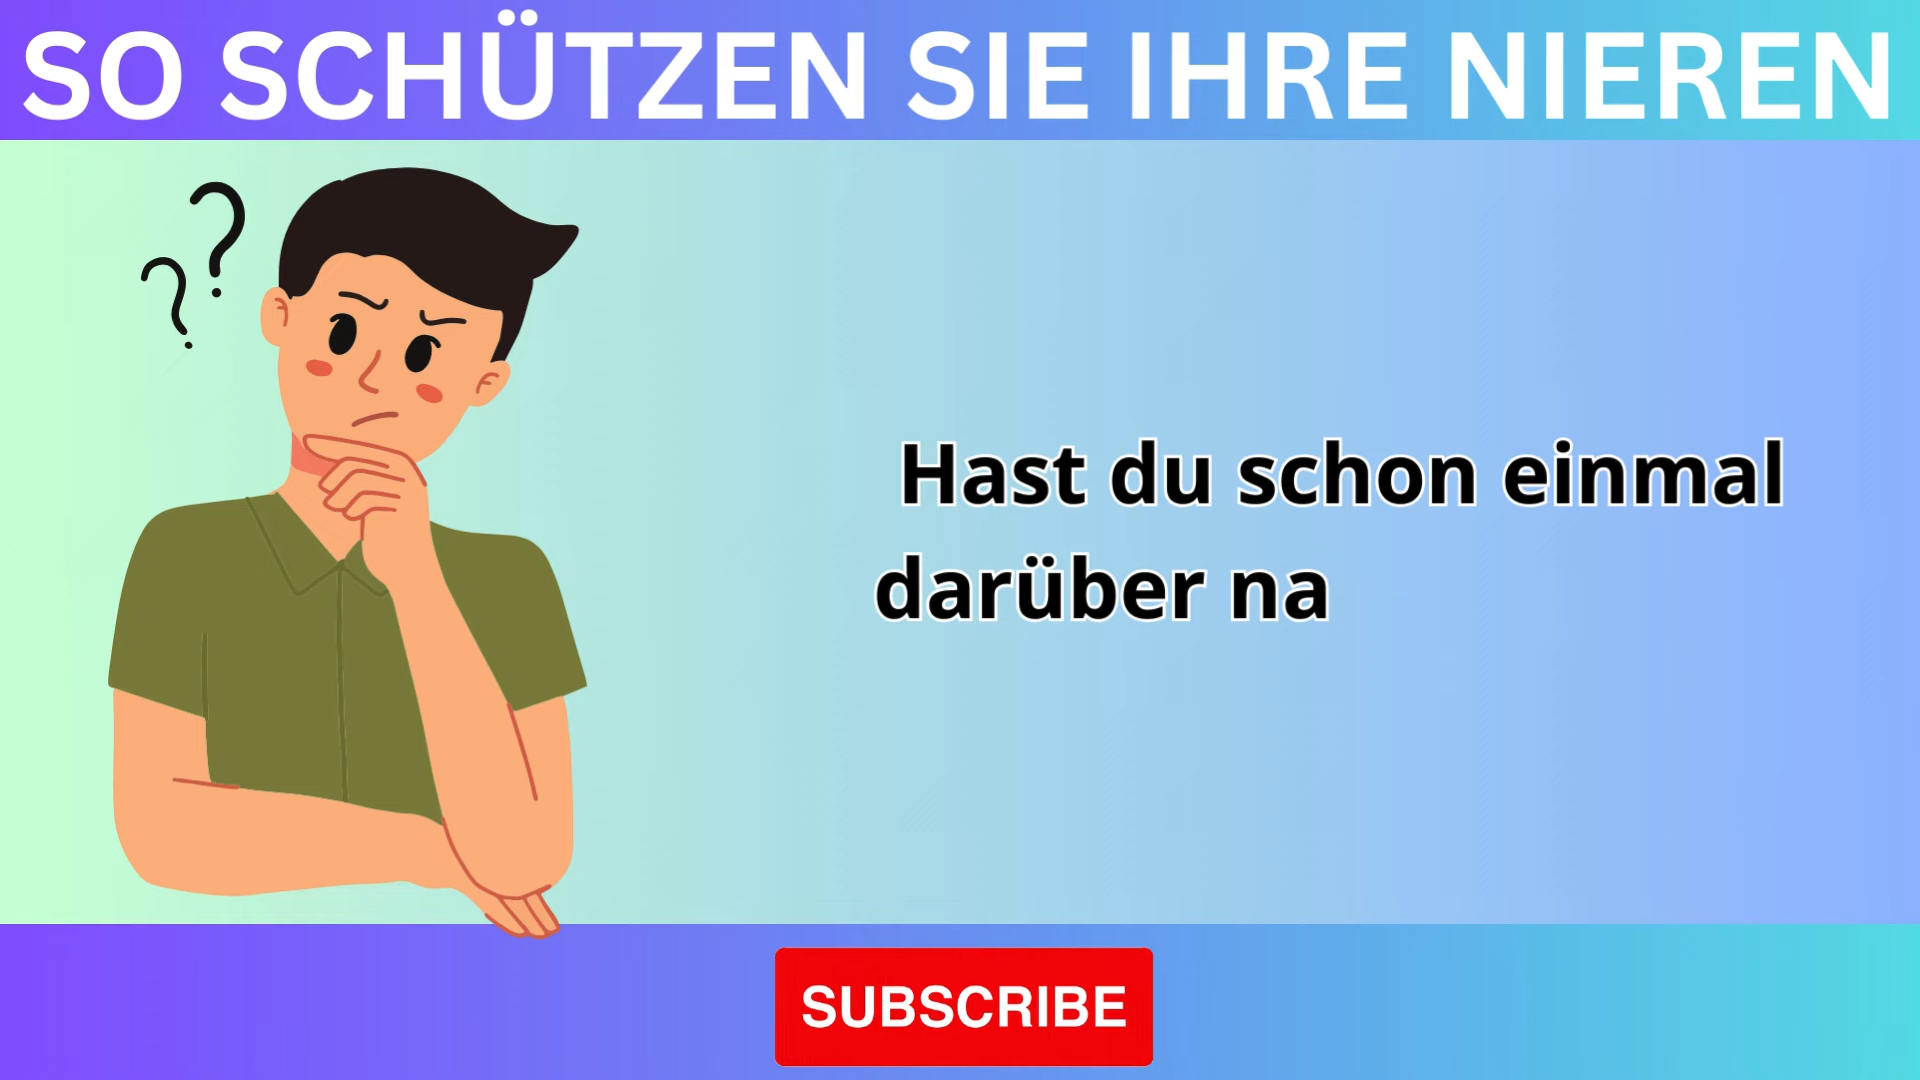 SO SCHÜTZEN SIE IHRE NIEREN
Hast du schon einmal
darüber na
SUBSCRIBE